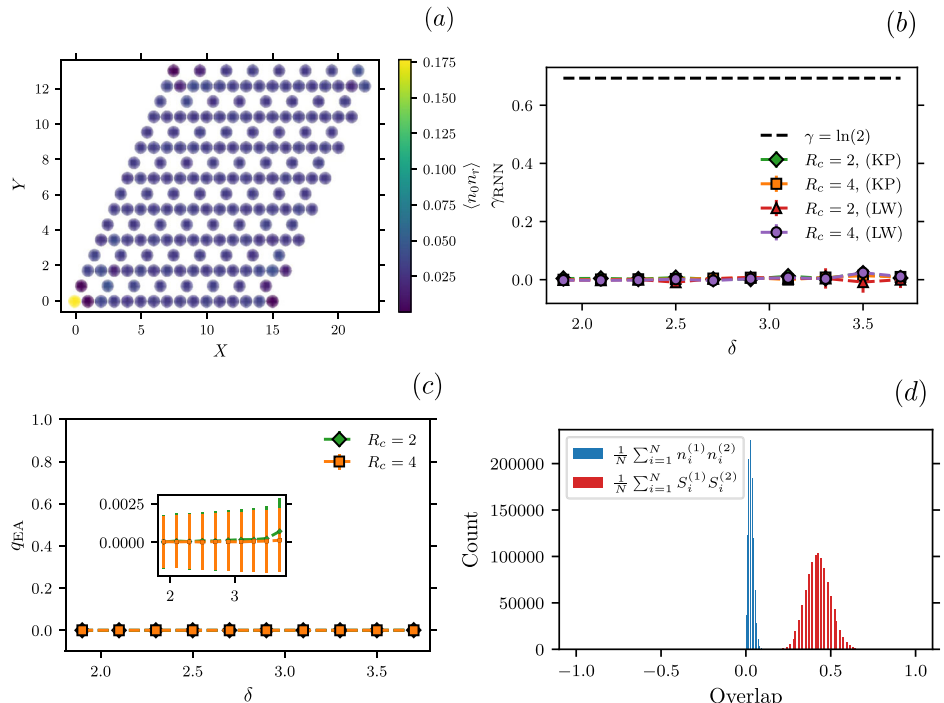 (a)
12
10
8
6
4
2
0
Y
0 5 10 15 20
X
0.175
0.150
0.125
0.100
0.075
0.050
0.025
⟨n₀nᵣ⟩
(b)
0.6
0.4
0.2
0.0
γ_RNN
γ = ln(2)
R_c = 2, (KP)
R_c = 4, (KP)
R_c = 2, (LW)
R_c = 4, (LW)
2.0 2.5 3.0 3.5
δ
(c)
1.0
0.8
0.6
0.4
0.2
0.0
q_EA
R_c = 2
R_c = 4
0.0025
0.0000
2 3
2.0 2.5 3.0 3.5
δ
(d)
200000
150000
100000
50000
0
Count
1/N ∑_{i=1}^{N} n_i^{(1)} n_i^{(2)}
1/N ∑_{i=1}^{N} S_i^{(1)} S_i^{(2)}
−1.0 −0.5 0.0 0.5 1.0
Overlap